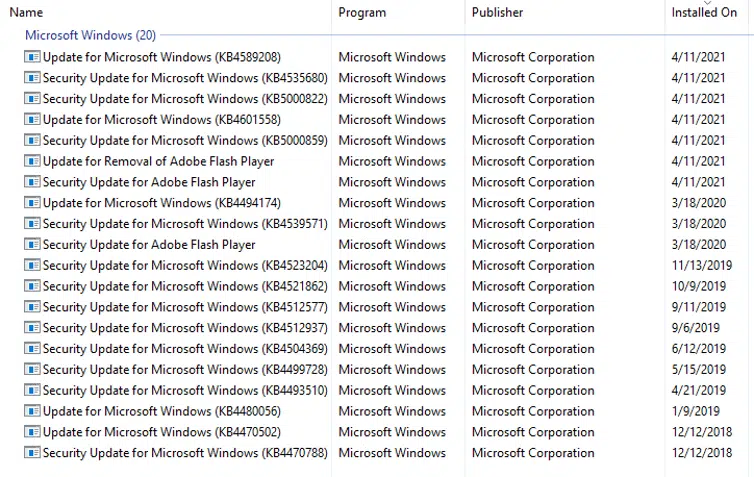 Name Program Publisher Installed On
Microsoft Windows (20)
Update for Microsoft Windows (KB4589208) Microsoft Windows Microsoft Corporation 4/11/2021
Security Update for Microsoft Windows (KB4535680) Microsoft Windows Microsoft Corporation 4/11/2021
Security Update for Microsoft Windows (KB5000822) Microsoft Windows Microsoft Corporation 4/11/2021
Update for Microsoft Windows (KB4601558) Microsoft Windows Microsoft Corporation 4/11/2021
Security Update for Microsoft Windows (KB5000859) Microsoft Windows Microsoft Corporation 4/11/2021
Update for Removal of Adobe Flash Player Microsoft Windows Microsoft Corporation 4/11/2021
Security Update for Adobe Flash Player Microsoft Windows Microsoft Corporation 4/11/2021
Update for Microsoft Windows (KB4494174) Microsoft Windows Microsoft Corporation 3/18/2020
Security Update for Microsoft Windows (KB4539571) Microsoft Windows Microsoft Corporation 3/18/2020
Security Update for Adobe Flash Player Microsoft Windows Microsoft Corporation 3/18/2020
Security Update for Microsoft Windows (KB4523204) Microsoft Windows Microsoft Corporation 11/13/2019
Security Update for Microsoft Windows (KB4521862) Microsoft Windows Microsoft Corporation 10/9/2019
Security Update for Microsoft Windows (KB4512577) Microsoft Windows Microsoft Corporation 9/11/2019
Security Update for Microsoft Windows (KB4512937) Microsoft Windows Microsoft Corporation 9/6/2019
Security Update for Microsoft Windows (KB4504369) Microsoft Windows Microsoft Corporation 6/12/2019
Security Update for Microsoft Windows (KB4499728) Microsoft Windows Microsoft Corporation 5/15/2019
Security Update for Microsoft Windows (KB4493510) Microsoft Windows Microsoft Corporation 4/21/2019
Update for Microsoft Windows (KB4480056) Microsoft Windows Microsoft Corporation 1/9/2019
Update for Microsoft Windows (KB4470502) Microsoft Windows Microsoft Corporation 12/12/2018
Security Update for Microsoft Windows (KB4470788) Microsoft Windows Microsoft Corporation 12/12/2018